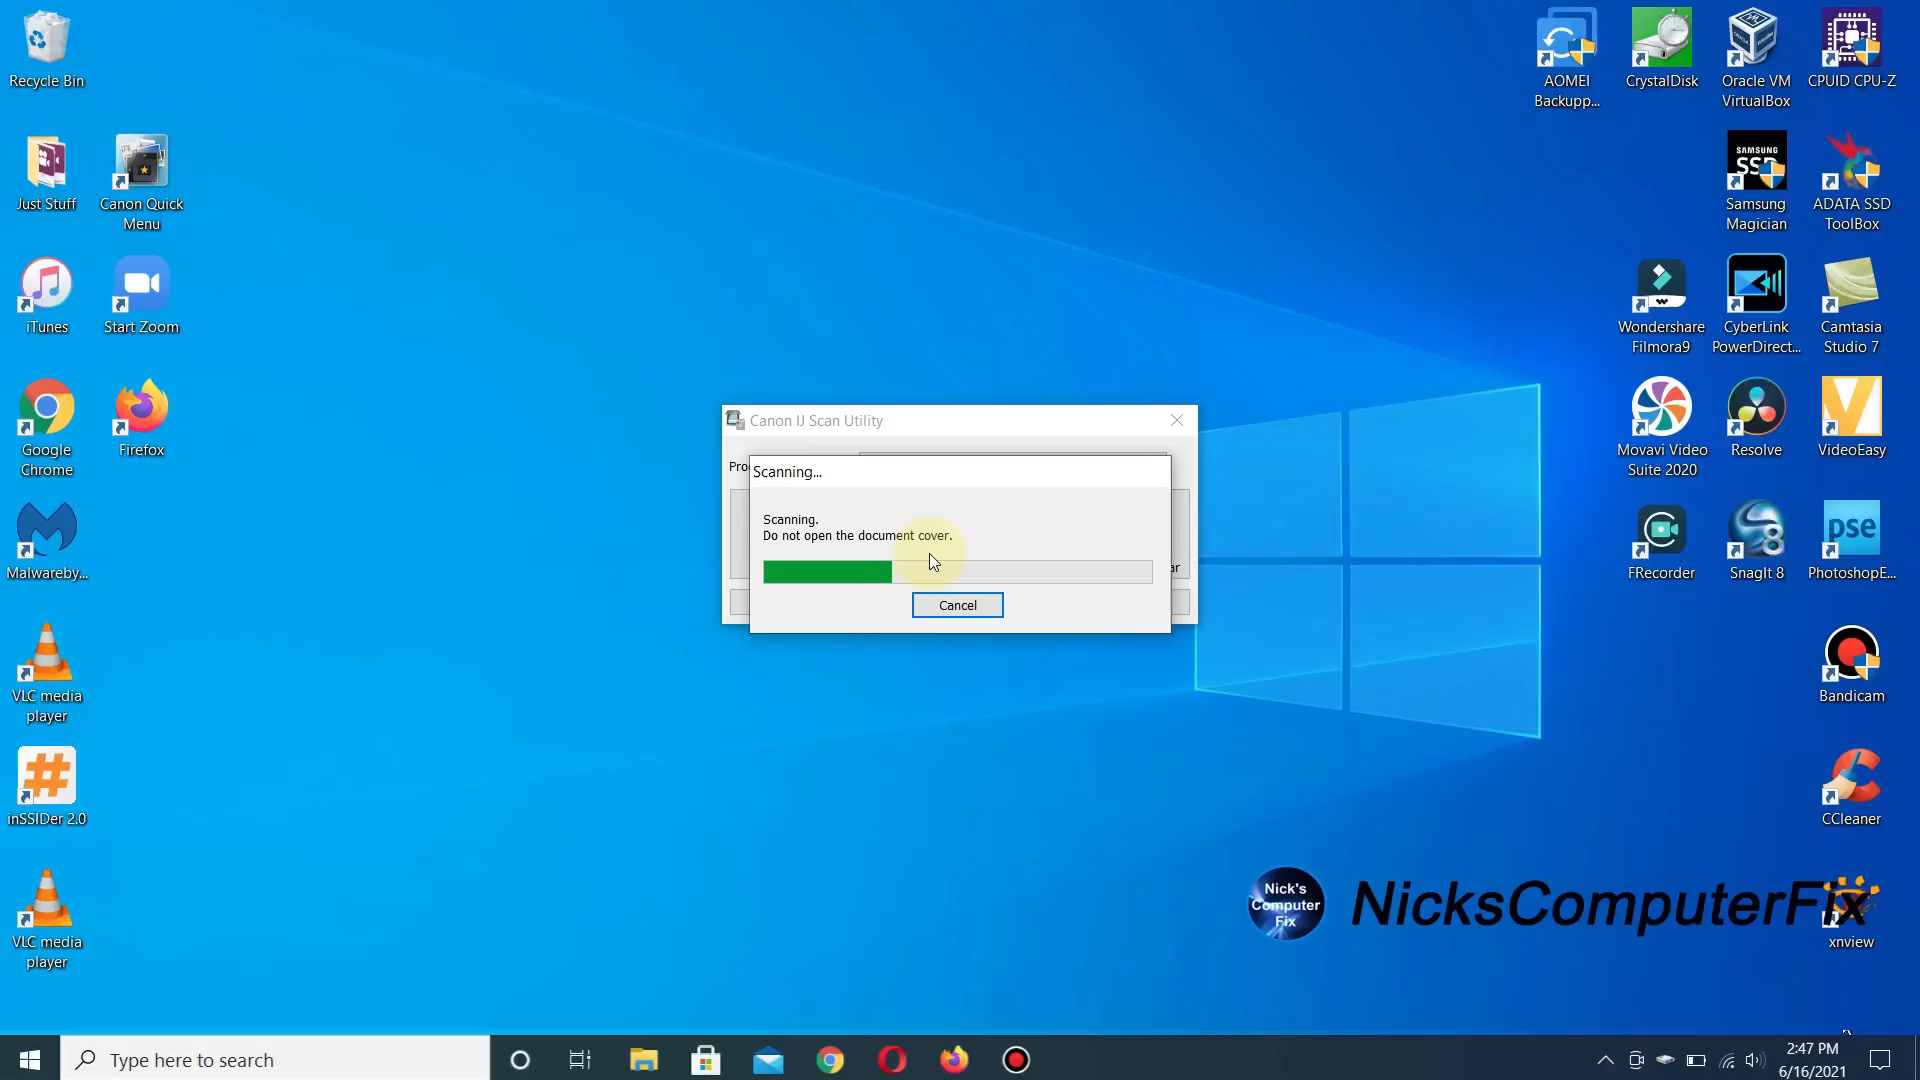 Recycle Bin
Just Stuff
Canon Quick
Menu
iTunes
Start Zoom
Google
Chrome
Firefox
Malwareby...
VLC media
player
inSSIDer 2.0
VLC media
player
Canon IJ Scan Utility
Scanning...
Scanning.
Do not open the document cover.
Cancel
AOMEI
Backupp...
CrystalDisk
Oracle VM
VirtualBox
CPUID CPU-Z
SAMSUNG
SSD
Samsung
Magician
ADATA SSD
ToolBox
Wondershare
Filmora9
CyberLink
PowerDirect...
Camtasia
Studio 7
Movavi Video
Suite 2020
Resolve
VideoEasy
FRecorder
8
SnagIt 8
pse
PhotoshopE...
Bandicam
CCleaner
Nick's
Computer
Fix
NicksComputerFix
xnview
Type here to search
2:47 PM
6/16/2021